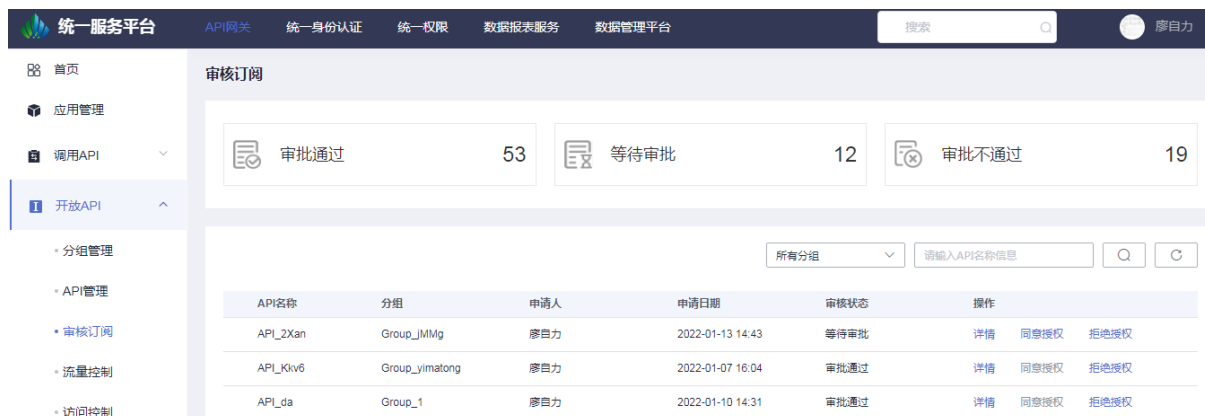 统一服务平台 API网关 统一身份认证 统一权限 数据报表服务 数据管理平台 搜索 廖自力
首页
应用管理
调用API
开放API
分组管理
API管理
审核订阅
流量控制
访问控制
审核订阅
审批通过 53 等待审批 12 审批不通过 19
所有分组 请输入API名称信息
API名称 分组 申请人 申请日期 审核状态 操作
API_2Xan Group_jMMg 廖自力 2022-01-13 14:43 等待审批 详情 同意授权 拒绝授权
API_Kkv6 Group_yimatong 廖自力 2022-01-07 16:04 审批通过 详情 同意授权 拒绝授权
API_da Group_1 廖自力 2022-01-10 14:31 审批通过 详情 同意授权 拒绝授权